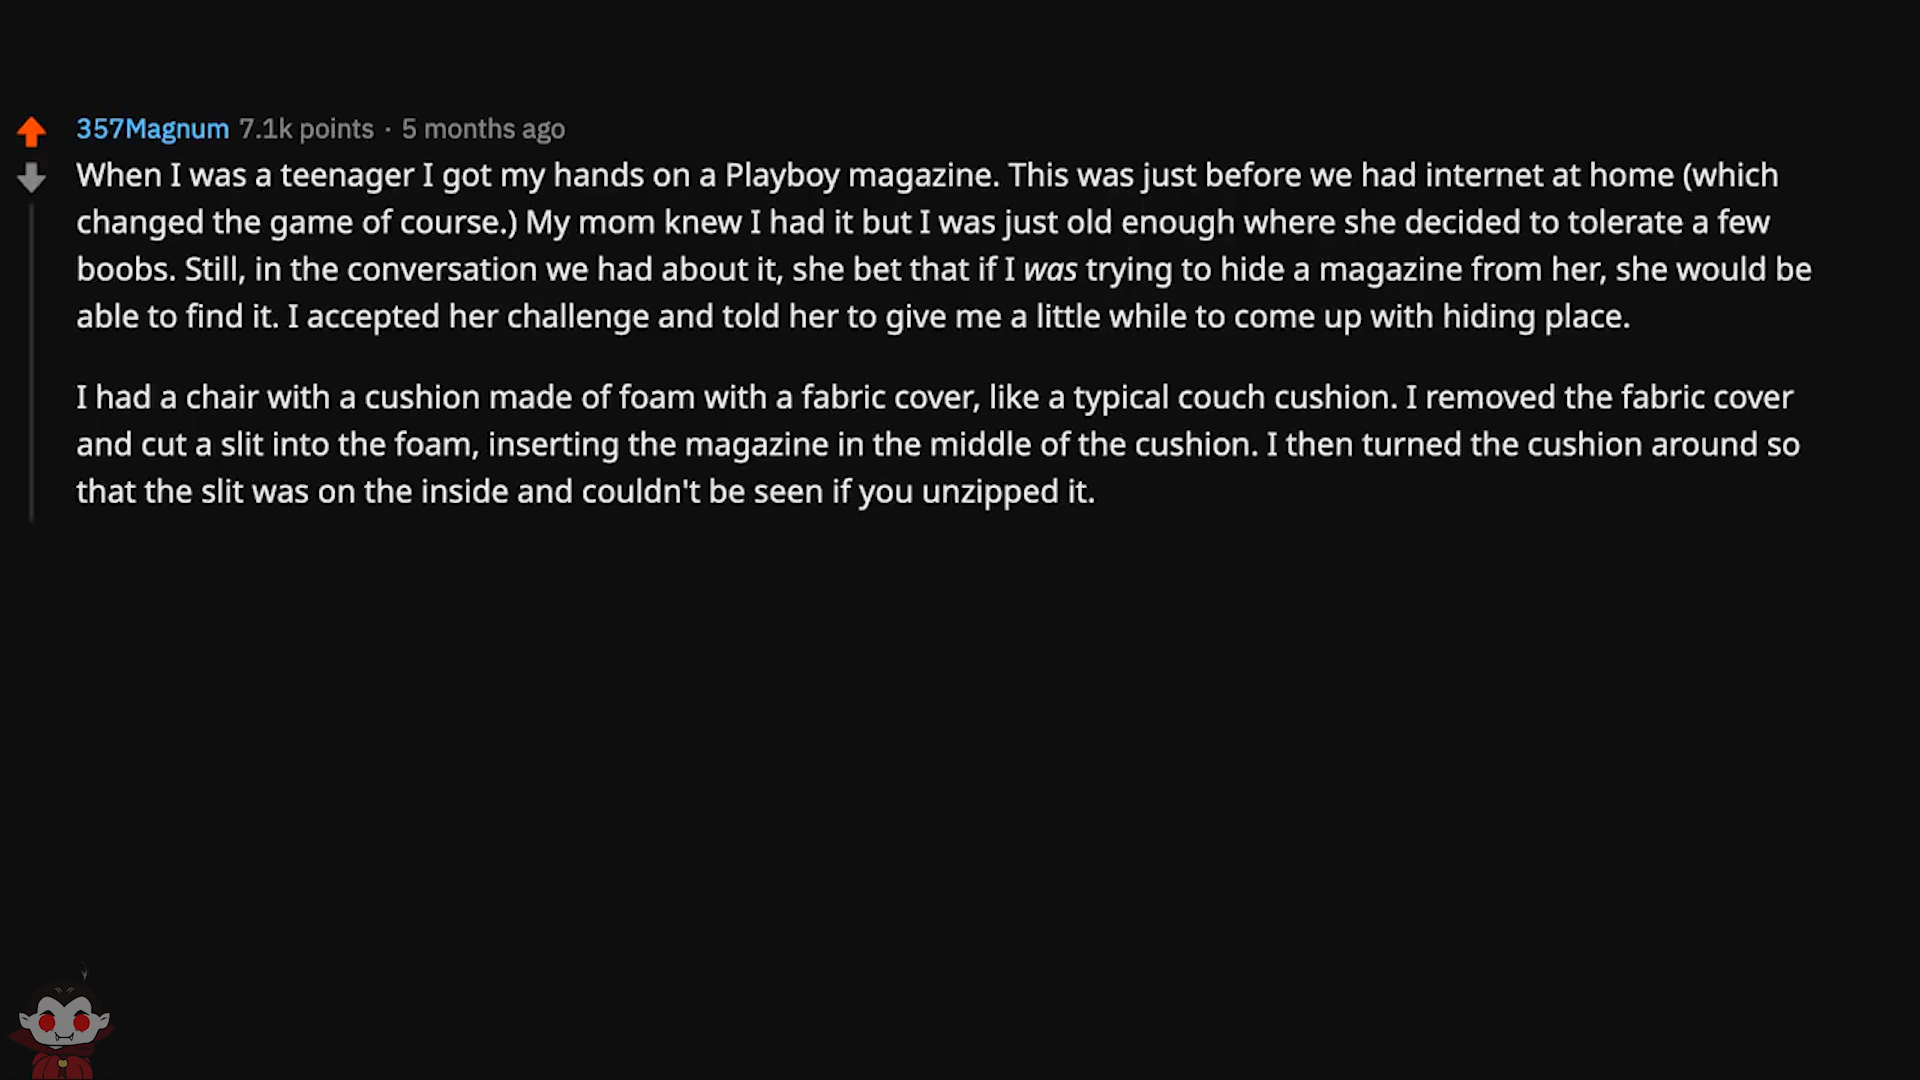 357Magnum 7.1k points · 5 months ago
When I was a teenager I got my hands on a Playboy magazine. This was just before we had internet at home (which
changed the game of course.) My mom knew I had it but I was just old enough where she decided to tolerate a few
boobs. Still, in the conversation we had about it, she bet that if I was trying to hide a magazine from her, she would be
able to find it. I accepted her challenge and told her to give me a little while to come up with hiding place.
I had a chair with a cushion made of foam with a fabric cover, like a typical couch cushion. I removed the fabric cover
and cut a slit into the foam, inserting the magazine in the middle of the cushion. I then turned the cushion around so
that the slit was on the inside and couldn't be seen if you unzipped it.